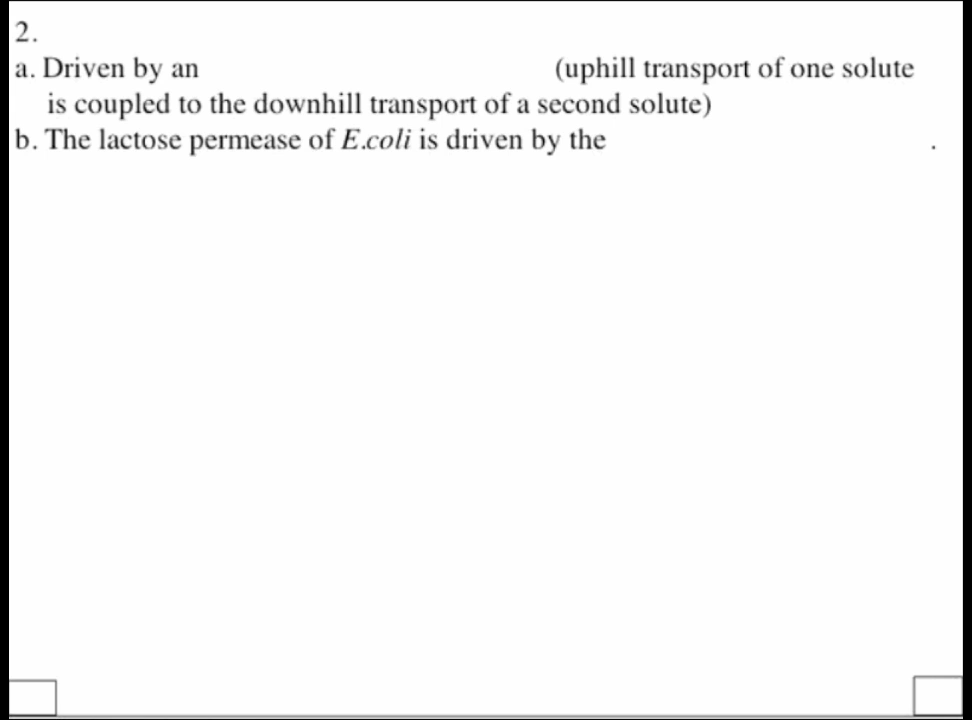 2.
a. Driven by an (uphill transport of one solute
is coupled to the downhill transport of a second solute)
b. The lactose permease of E.coli is driven by the .